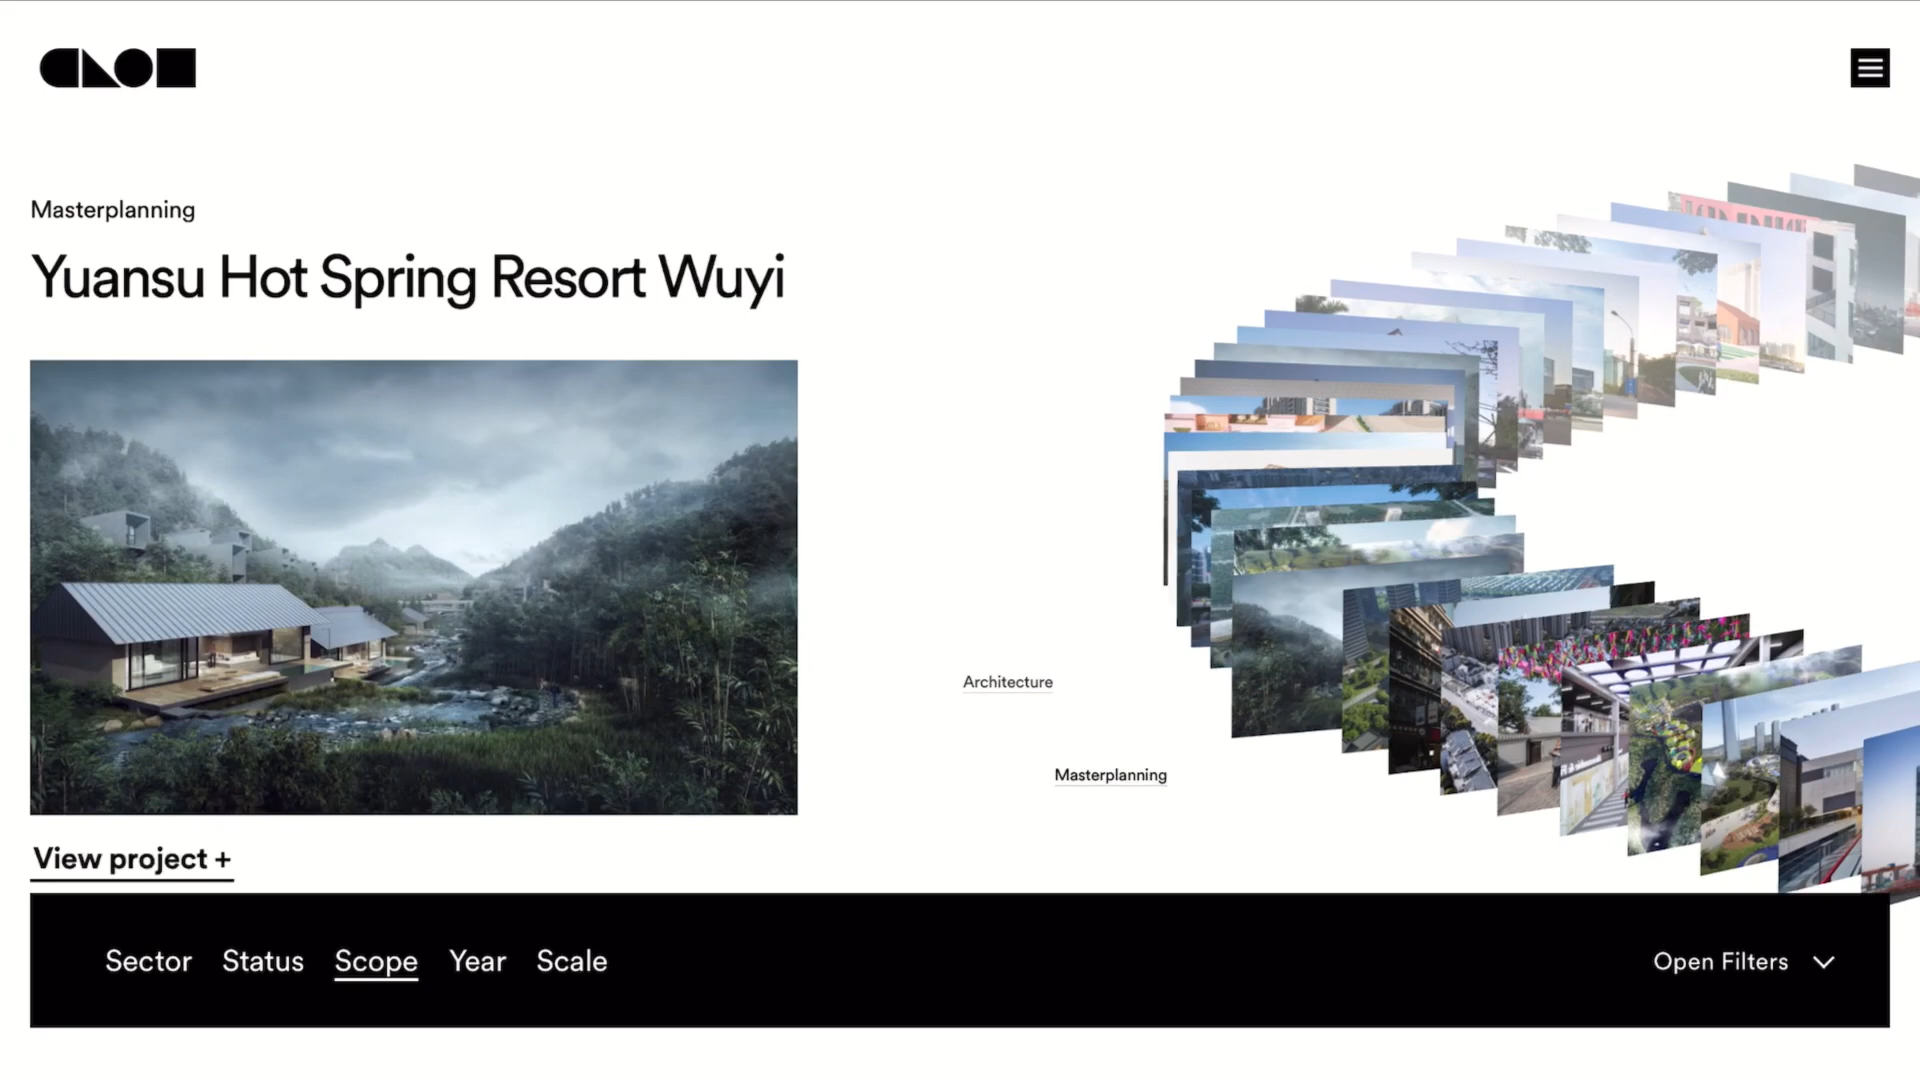 Masterplanning
Yuansu Hot Spring Resort Wuyi
Architecture
Masterplanning
View project +
Sector Status Scope Year Scale
Open Filters